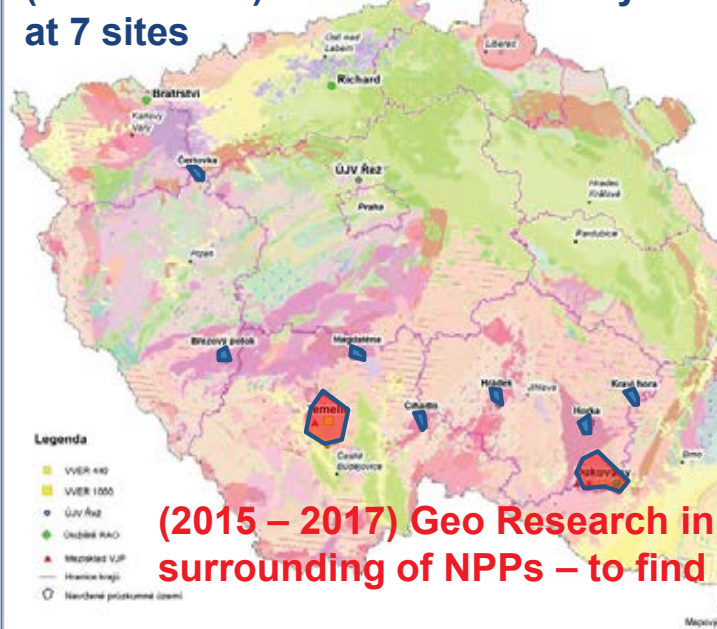 at 7 sites
Ústí nad
Labem
Liberec
Richard
Bratrství
Karlovy
Vary
Čertovka
ÚJV Řež
Praha
Hradec
Králové
Pardubice
Plzeň
Březový potok
Magdaléna
Hrádek
Jihlava
Kraví hora
Čihadlo
Horka
České
Budějovice
Brno
Legenda
VVER 440
VVER 1000
ÚJV Řež
Úložiště RAO
Mezisklad VJP
Hranice krajů
Navržené průzkumné území
(2015 – 2017) Geo Research in
surrounding of NPPs – to find